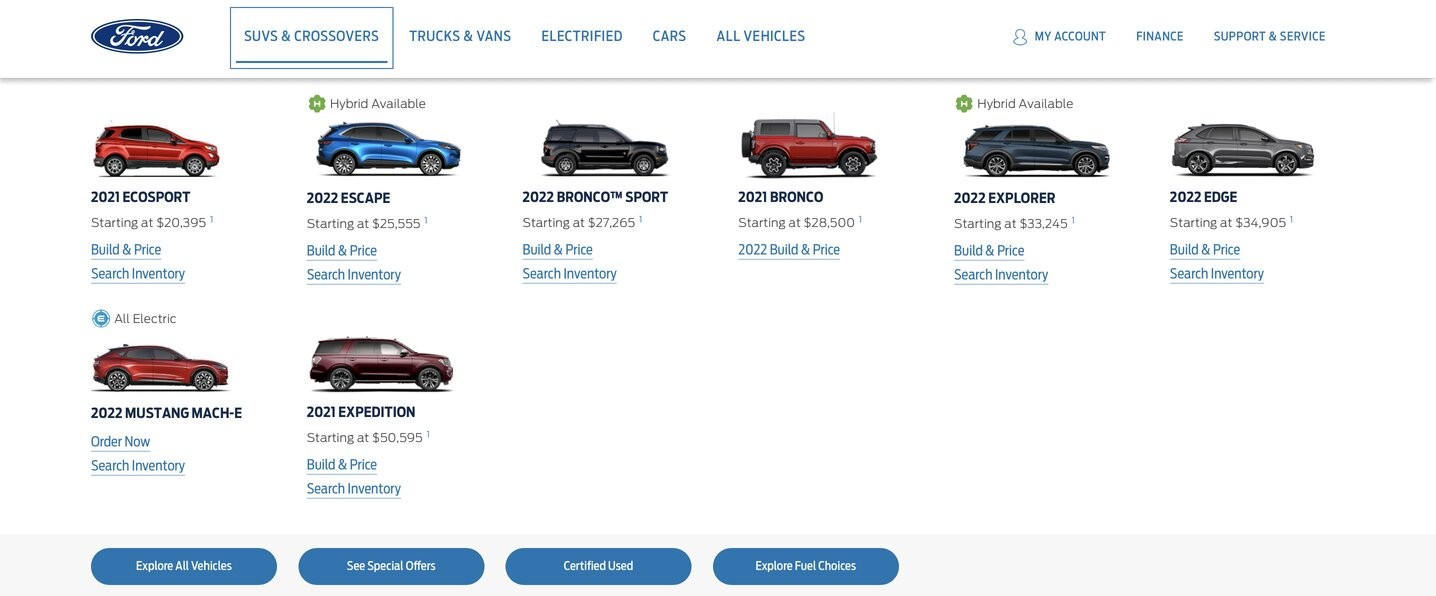 Ford
SUVS & CROSSOVERS
TRUCKS & VANS
ELECTRIFIED
CARS
ALL VEHICLES
MY ACCOUNT
FINANCE
SUPPORT & SERVICE
2021 ECOSPORT
Starting at $20,395 1
Build & Price
Search Inventory
H Hybrid Available
2022 ESCAPE
Starting at $25,555 1
Build & Price
Search Inventory
2022 BRONCO™ SPORT
Starting at $27,265 1
Build & Price
Search Inventory
2021 BRONCO
Starting at $28,500 1
2022 Build & Price
H Hybrid Available
2022 EXPLORER
Starting at $33,245 1
Build & Price
Search Inventory
2022 EDGE
Starting at $34,905 1
Build & Price
Search Inventory
E All Electric
2022 MUSTANG MACH-E
Order Now
Search Inventory
2021 EXPEDITION
Starting at $50,595 1
Build & Price
Search Inventory
Explore All Vehicles
See Special Offers
Certified Used
Explore Fuel Choices